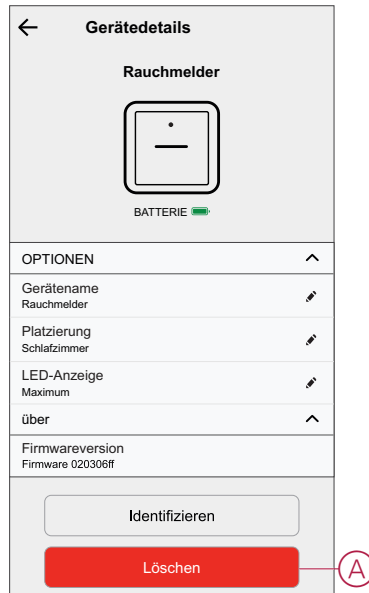 Gerätedetails
Rauchmelder
BATTERIE
OPTIONEN
Gerätename
Rauchmelder
Platzierung
Schlafzimmer
LED-Anzeige
Maximum
über
Firmwareversion
Firmware 020306ff
Identifizieren
Löschen
A